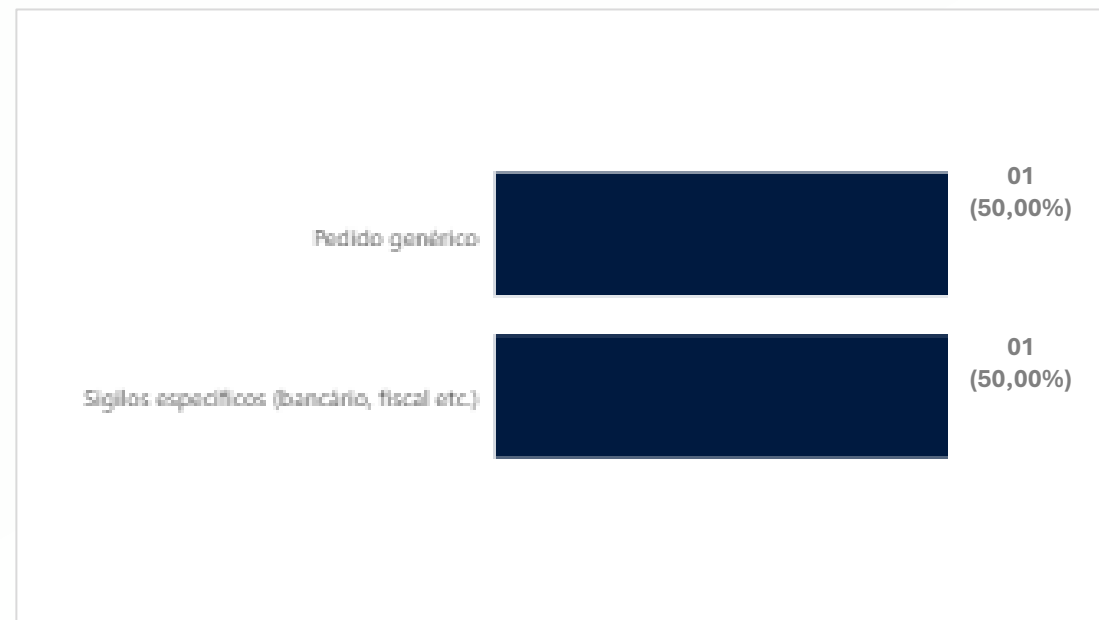 01
(50,00%)
Pedido genérico
01
(50,00%)
Sigilos específicos (bancário, fiscal etc.)